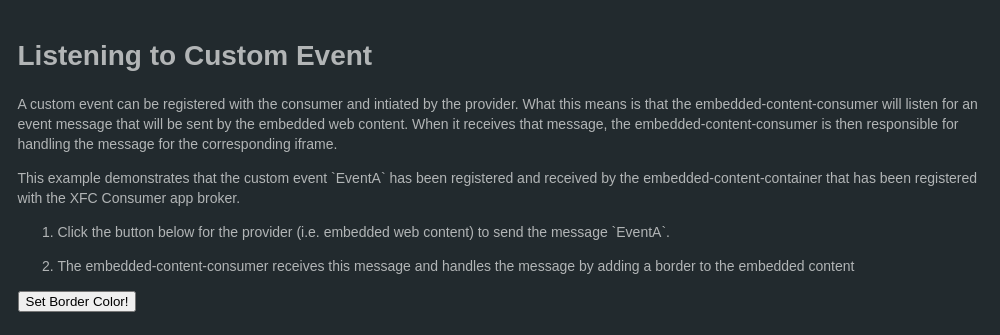 Listening to Custom Event
A custom event can be registered with the consumer and intiated by the provider. What this means is that the embedded-content-consumer will listen for an
event message that will be sent by the embedded web content. When it receives that message, the embedded-content-consumer is then responsible for
handling the message for the corresponding iframe.
This example demonstrates that the custom event `EventA` has been registered and received by the embedded-content-container that has been registered
with the XFC Consumer app broker.
1. Click the button below for the provider (i.e. embedded web content) to send the message `EventA`.
2. The embedded-content-consumer receives this message and handles the message by adding a border to the embedded content
Set Border Color!